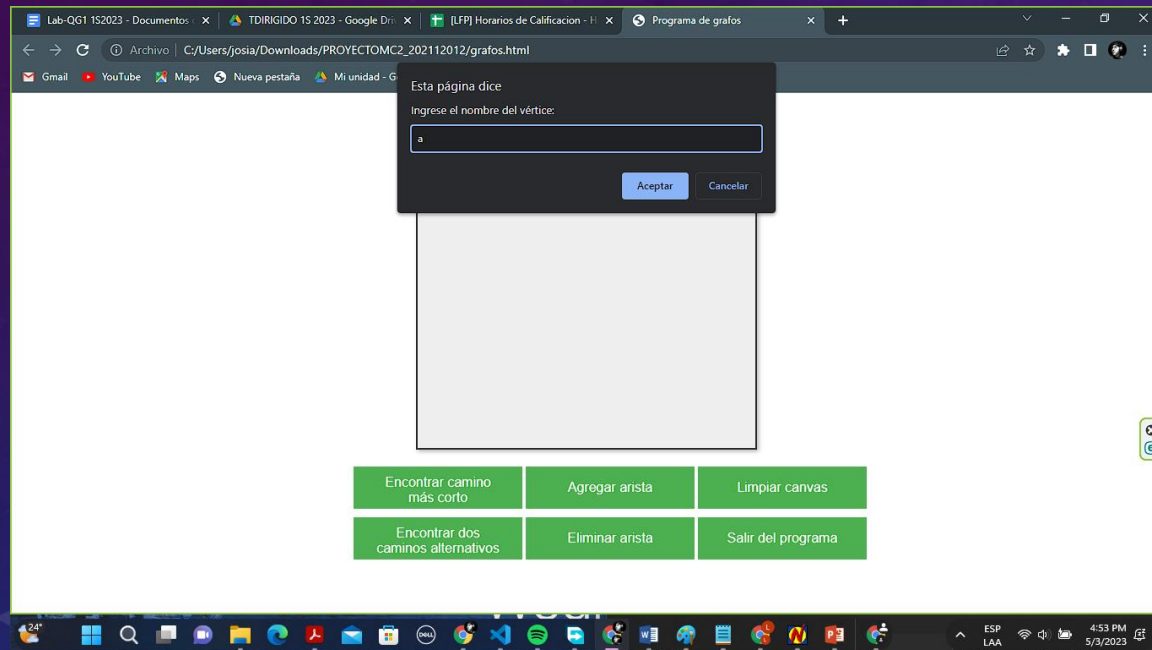 Lab-QG1 1S2023 - Documentos
TDIRIGIDO 1S 2023 - Google Dri
[LFP] Horarios de Calificacion - H
Programa de grafos
Archivo
C:/Users/josia/Downloads/PROYECTOMC2_202112012/grafos.html
Gmail
YouTube
Maps
Nueva pestaña
Mi unidad - G
Esta página dice
Ingrese el nombre del vértice:
a
Aceptar
Cancelar
Encontrar camino
más corto
Agregar arista
Limpiar canvas
Encontrar dos
caminos alternativos
Eliminar arista
Salir del programa
24°
DELL
ESP
LAA
4:53 PM
5/3/2023